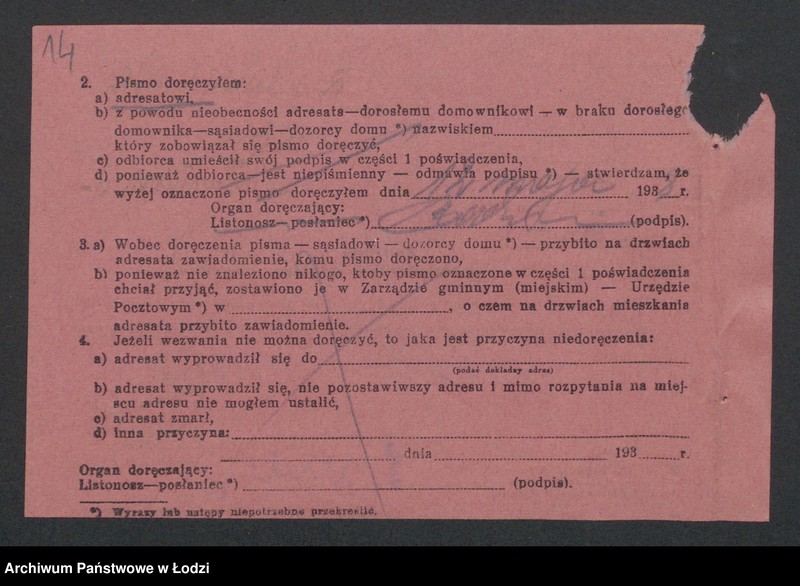 14
2. Pismo doręczyłem:
a) adresatowi,
b) z powodu nieobecności adresata—dorosłemu domownikowi — w braku dorosłego
domownika—sąsiadowi—dozorcy domu *) nazwiskiem
który zobowiązał się pismo doręczyć,
c) odbiorca umieścił swój podpis w części 1 poświadczenia,
d) ponieważ odbiorca—jest niepiśmienny — odmawia podpisu *) — stwierdzam, że
wyżej oznaczone pismo doręczyłem dnia 193 r.
Organ doręczający:
Listonosz—posłaniec *) (podpis).
3. a) Wobec doręczenia pisma — sąsiadowi — dozorcy domu *) — przybito na drzwiach
adresata zawiadomienie, komu pismo doręczono,
b) ponieważ nie znaleziono nikogo, ktoby pismo oznaczone w części 1 poświadczenia
chciał przyjąć, zostawiono je w Zarządzie gminnym (miejskim) — Urzędzie
Pocztowym *) w , o czem na drzwiach mieszkania
adresata przybito zawiadomienie.
4. Jeżeli wezwania nie można doręczyć, to jaka jest przyczyna niedoręczenia:
a) adresat wyprowadził się do
(podać dokładny adres)
b) adresat wyprowadził się, nie pozostawiwszy adresu i mimo rozpytania na miej-
scu adresu nie mogłem ustalić,
c) adresat zmarł,
d) inna przyczyna:
dnia 193 r.
Organ doręczający:
Listonosz—posłaniec *) (podpis).
*) Wyrazy lub ustępy niepotrzebne przekreślić.
Archiwum Państwowe w Łodzi